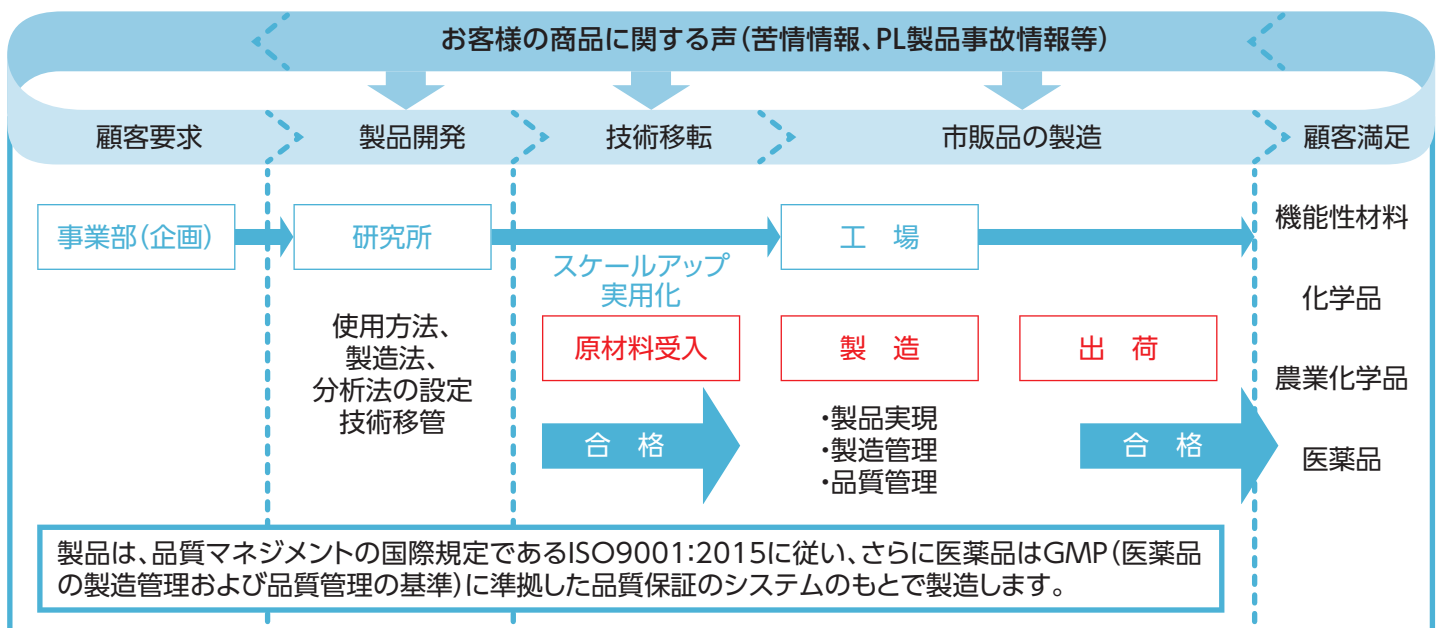 お客様の商品に関する声（苦情情報、PL製品事故情報等）
顧客要求
製品開発
技術移転
市販品の製造
顧客満足
事業部（企画）
研究所
工　場
スケールアップ
実用化
使用方法、
製造法、
分析法の設定
技術移管
原材料受入
製　造
出　荷
合　格
・製品実現
・製造管理
・品質管理
合　格
機能性材料
化学品
農業化学品
医薬品
製品は、品質マネジメントの国際規定であるISO9001:2015に従い、さらに医薬品はGMP（医薬品
の製造管理および品質管理の基準）に準拠した品質保証のシステムのもとで製造します。